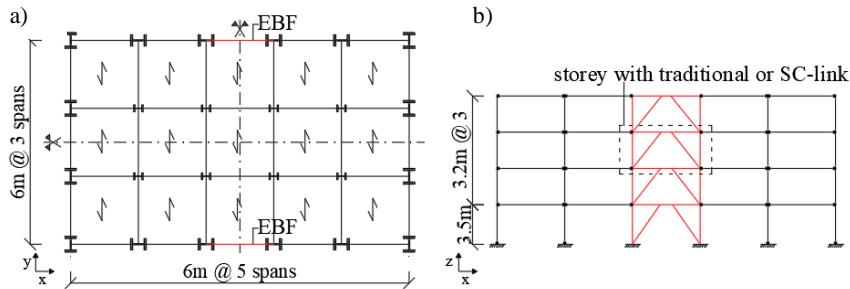 a)
EBF
6m @ 3 spans
EBF
y
x
6m @ 5 spans
b)
storey with traditional or SC-link
3.2m @ 3
3.5m
z
x